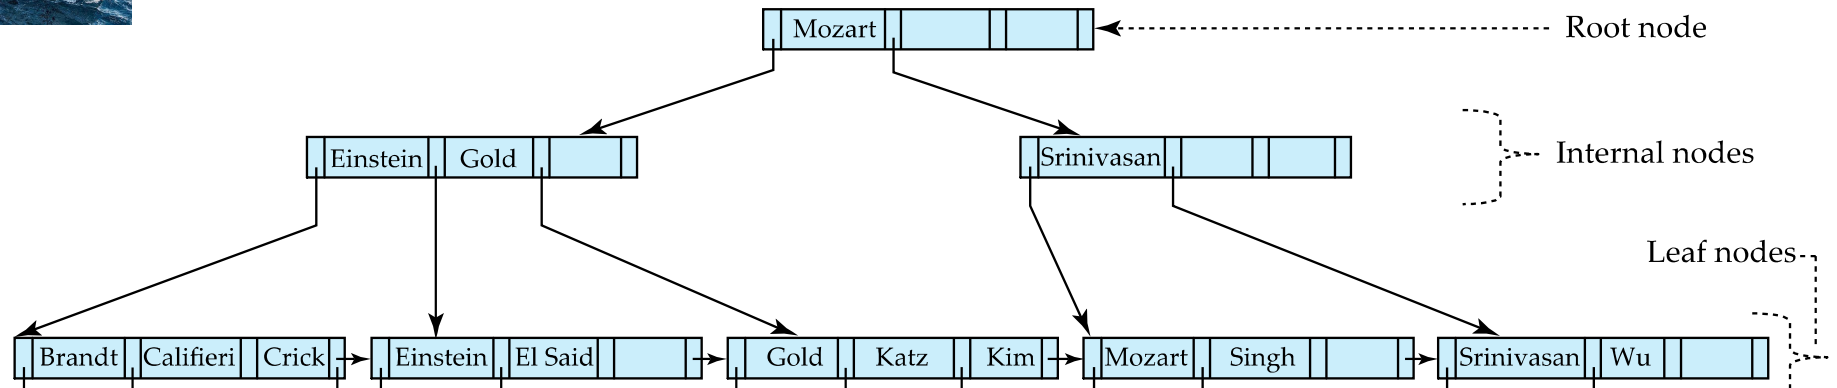 Mozart
Root node
Einstein Gold
Srinivasan
Internal nodes
Leaf nodes
Brandt Califieri Crick
Einstein El Said
Gold Katz Kim
Mozart Singh
Srinivasan Wu